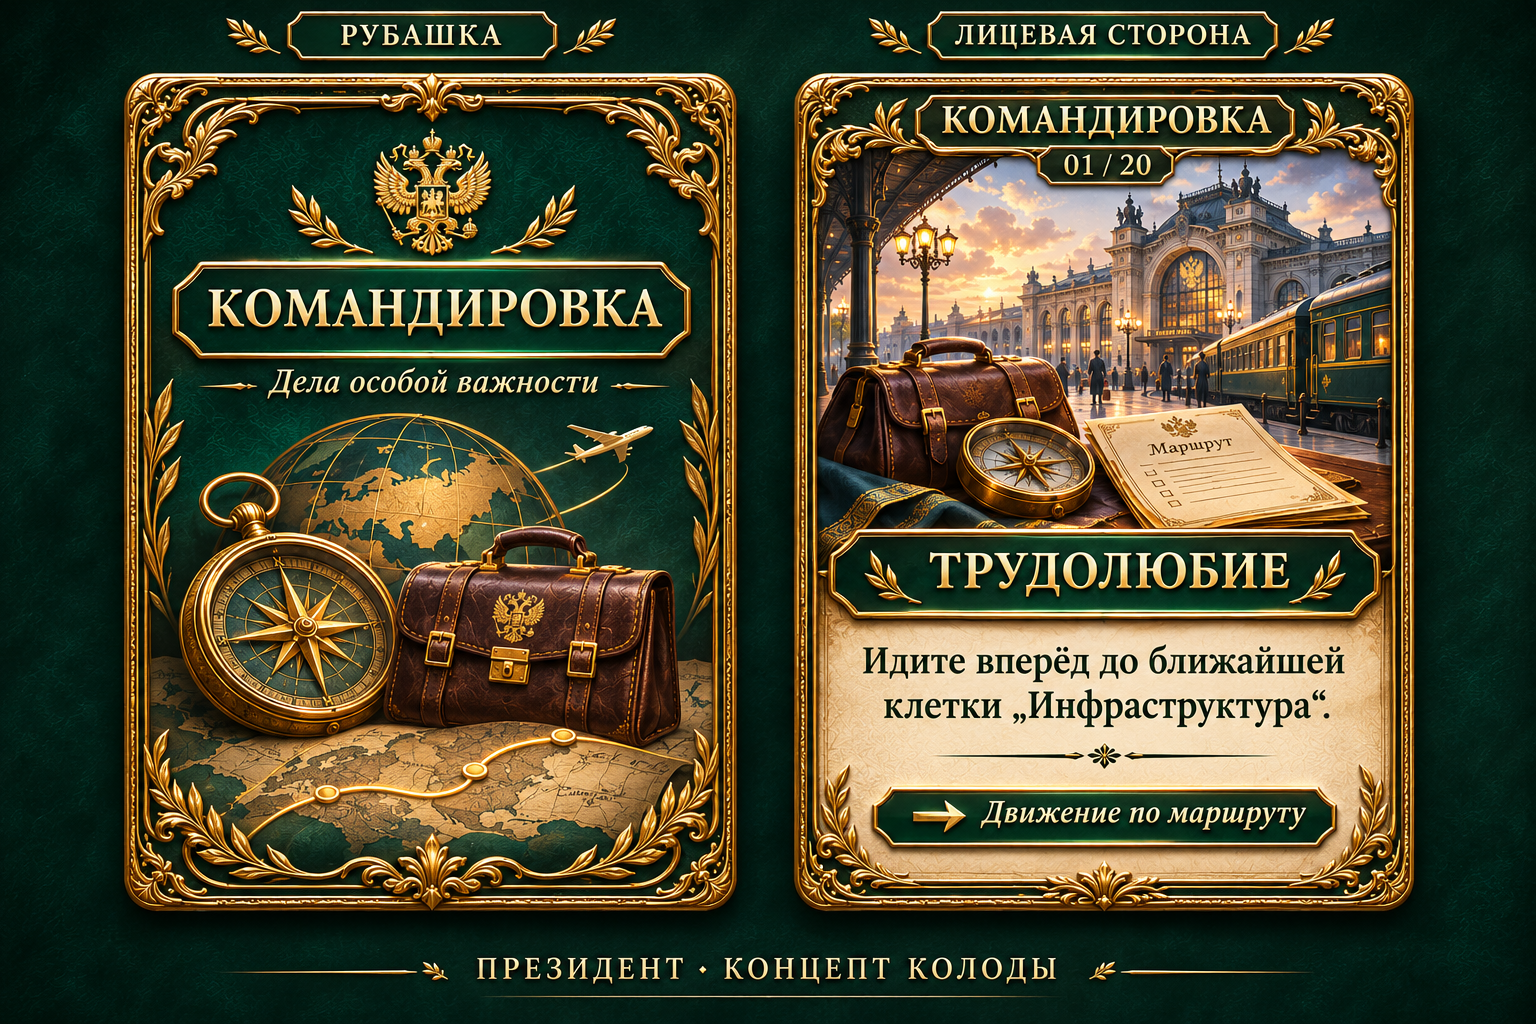 РУБАШКА
КОМАНДИРОВКА
Дела особой важности
ЛИЦЕВАЯ СТОРОНА
КОМАНДИРОВКА
01 / 20
Маршрут
ТРУДОЛЮБИЕ
Идите вперёд до ближайшей
клетки „Инфраструктура“.
Движение по маршруту
ПРЕЗИДЕНТ · КОНЦЕПТ КОЛОДЫ